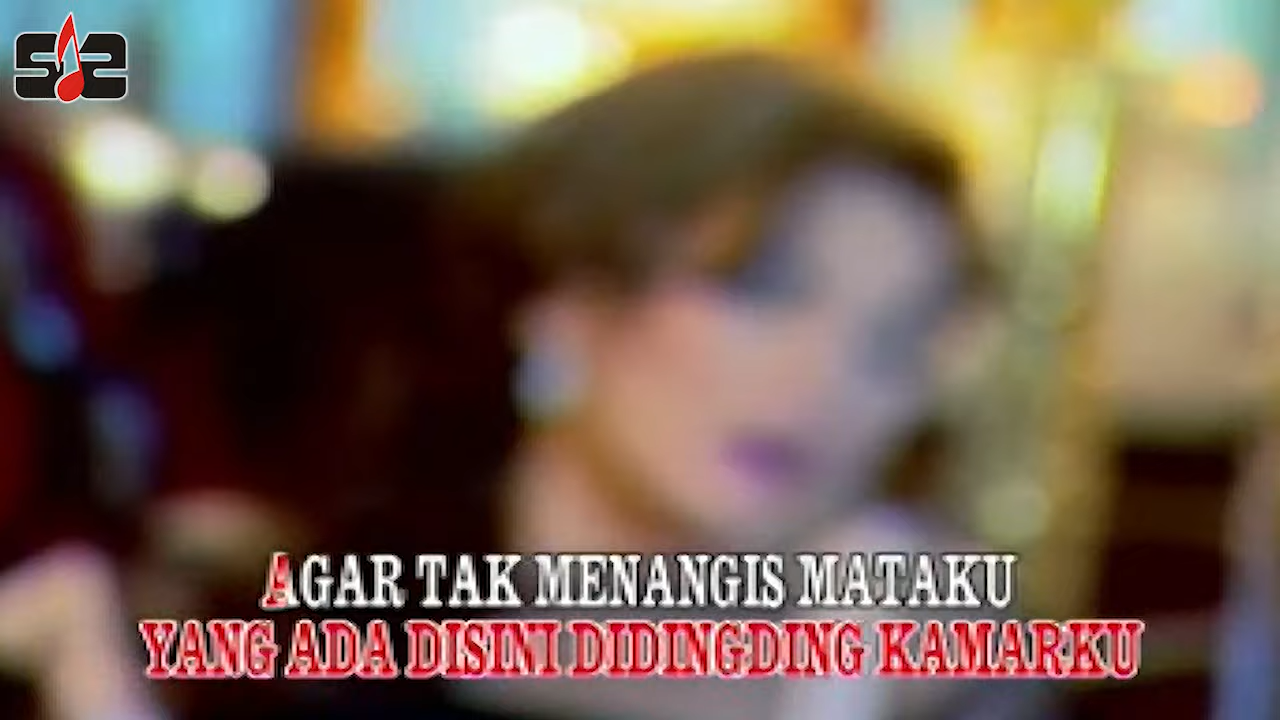 AGAR TAK MENANGIS MATAKU
YANG ADA DISINI DIDINGDING KAMARKU